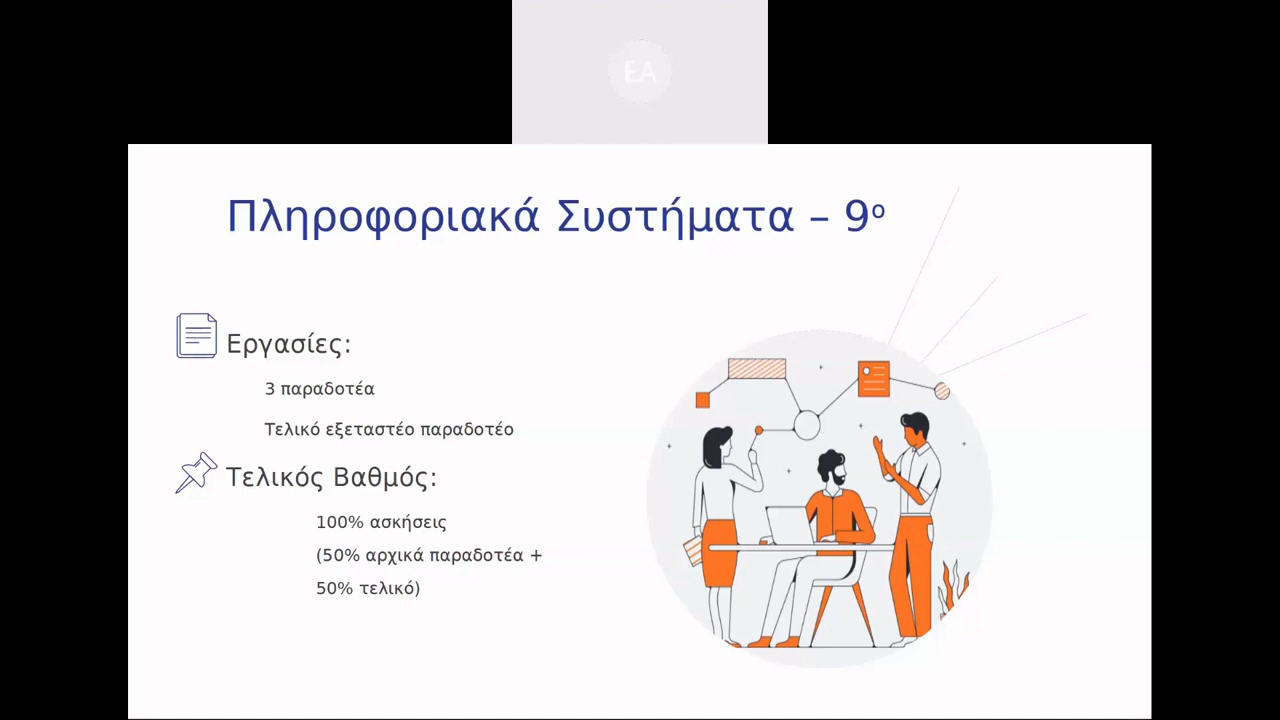 EA
Πληροφοριακά Συστήματα – 9ο
Εργασίες:
3 παραδοτέα
Τελικό εξεταστέο παραδοτέο
Τελικός Βαθμός:
100% ασκήσεις
(50% αρχικά παραδοτέα +
50% τελικό)